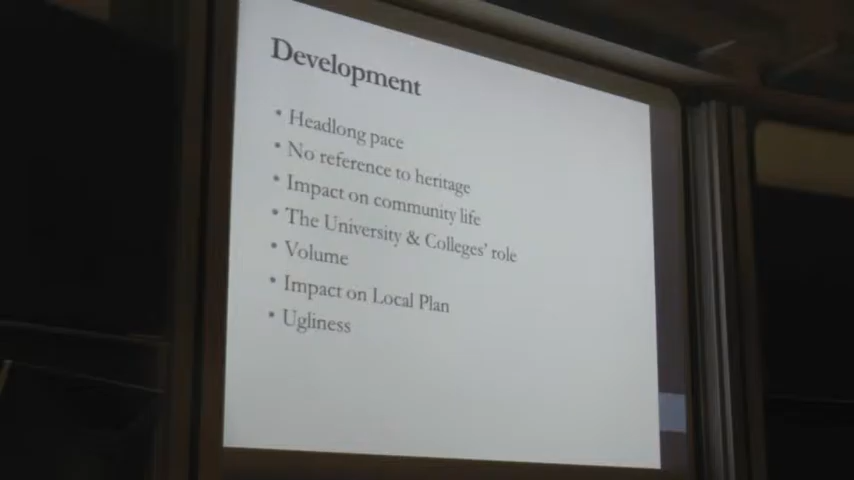 Development
• Headlong pace
• No reference to heritage
• Impact on community life
• The University & Colleges' role
• Volume
• Impact on Local Plan
• Ugliness